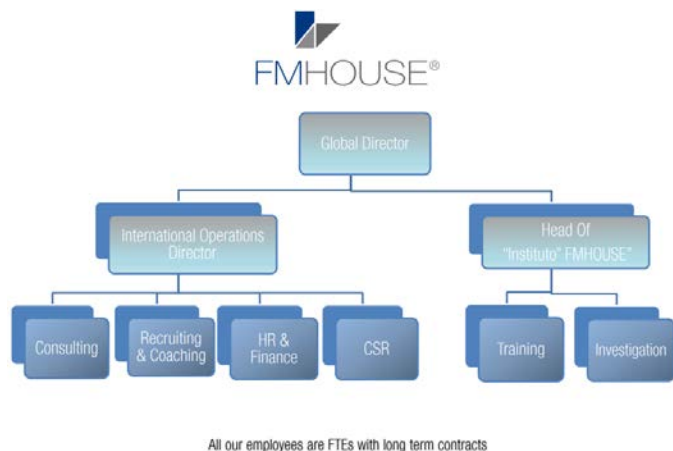 FMHOUSE®
Global Director
International Operations
Director
Head Of
"Instituto" FMHOUSE"
Consulting
Recruiting
& Coaching
HR &
Finance
CSR
Training
Investigation
All our employees are FTEs with long term contracts